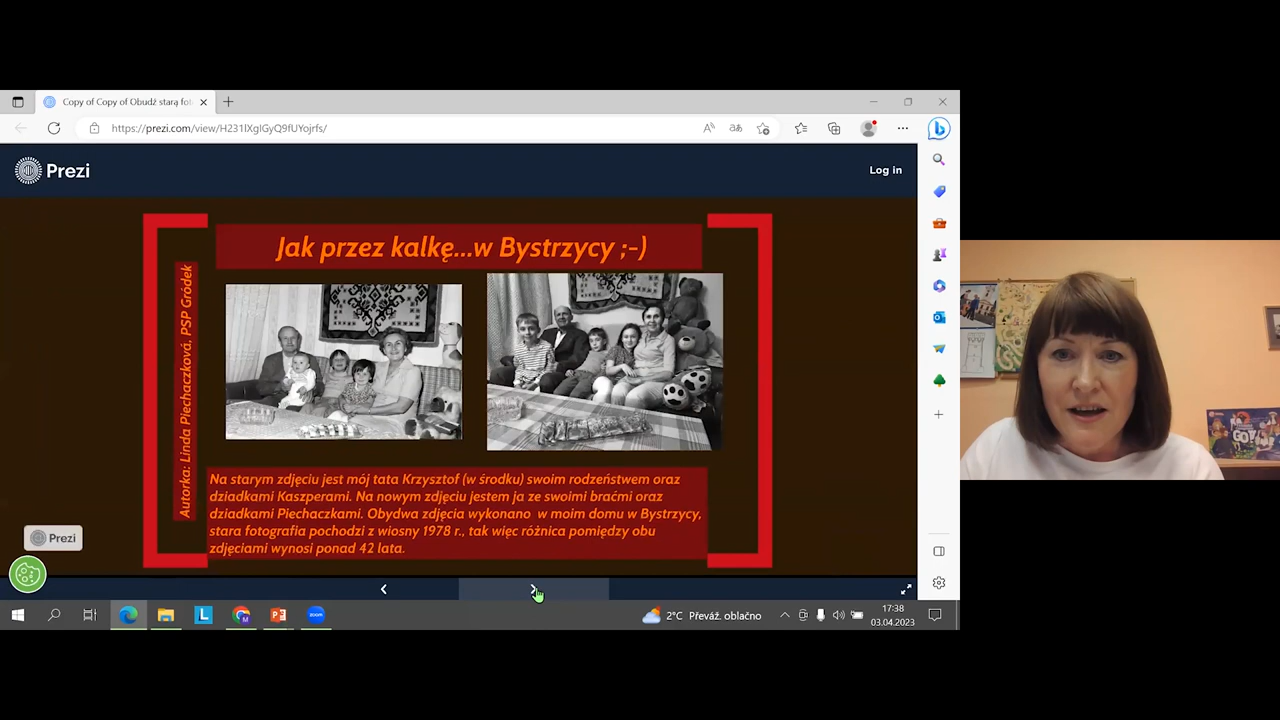 Copy of Copy of Obudź starą fot
https://prezi.com/view/H231lXgIGyQ9fUYojrfs/
Prezi
Log in
Jak przez kalkę...w Bystrzycy ;-)
Autorka: Linda Piechaczková, PSP Gródek
Na starym zdjęciu jest mój tata Krzysztof (w środku) swoim rodzeństwem oraz
dziadkami Kaszperami. Na nowym zdjęciu jestem ja ze swoimi braćmi oraz
dziadkami Piechaczkami. Obydwa zdjęcia wykonano w moim domu w Bystrzycy,
stara fotografia pochodzi z wiosny 1978 r., tak więc różnica pomiędzy obu
zdjęciami wynosi ponad 42 lata.
Prezi
2°C Převáž. oblačno
17:38
03.04.2023
zoom
GO!